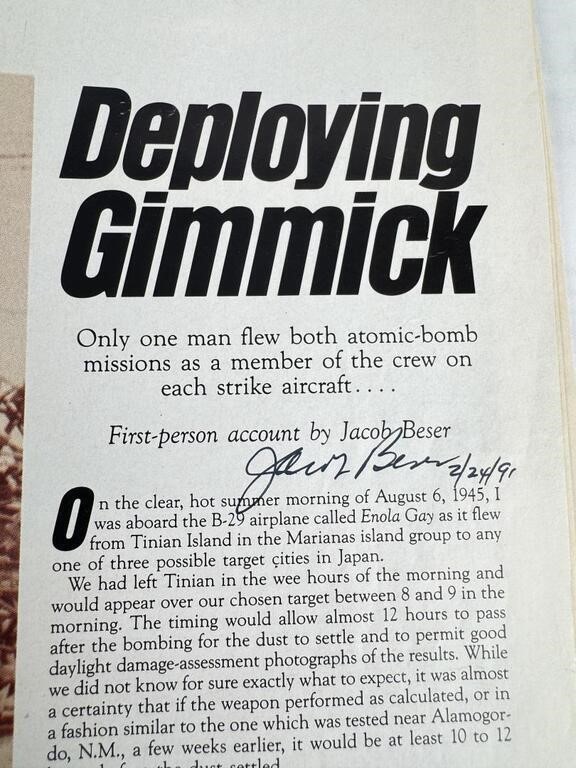 Deploying
Gimmick
Only one man flew both atomic-bomb
missions as a member of the crew on
each strike aircraft....
First-person account by Jacob Beser
Jacob Beser 2/24/91
On the clear, hot summer morning of August 6, 1945, I
was aboard the B-29 airplane called Enola Gay as it flew
from Tinian Island in the Marianas island group to any
one of three possible target cities in Japan.
We had left Tinian in the wee hours of the morning and
would appear over our chosen target between 8 and 9 in the
morning. The timing would allow almost 12 hours to pass
after the bombing for the dust to settle and to permit good
daylight damage-assessment photographs of the results. While
we did not know for sure exactly what to expect, it was almost
a certainty that if the weapon performed as calculated, or in
a fashion similar to the one which was tested near Alamogor-
do, N.M., a few weeks earlier, it would be at least 10 to 12
the dust settled